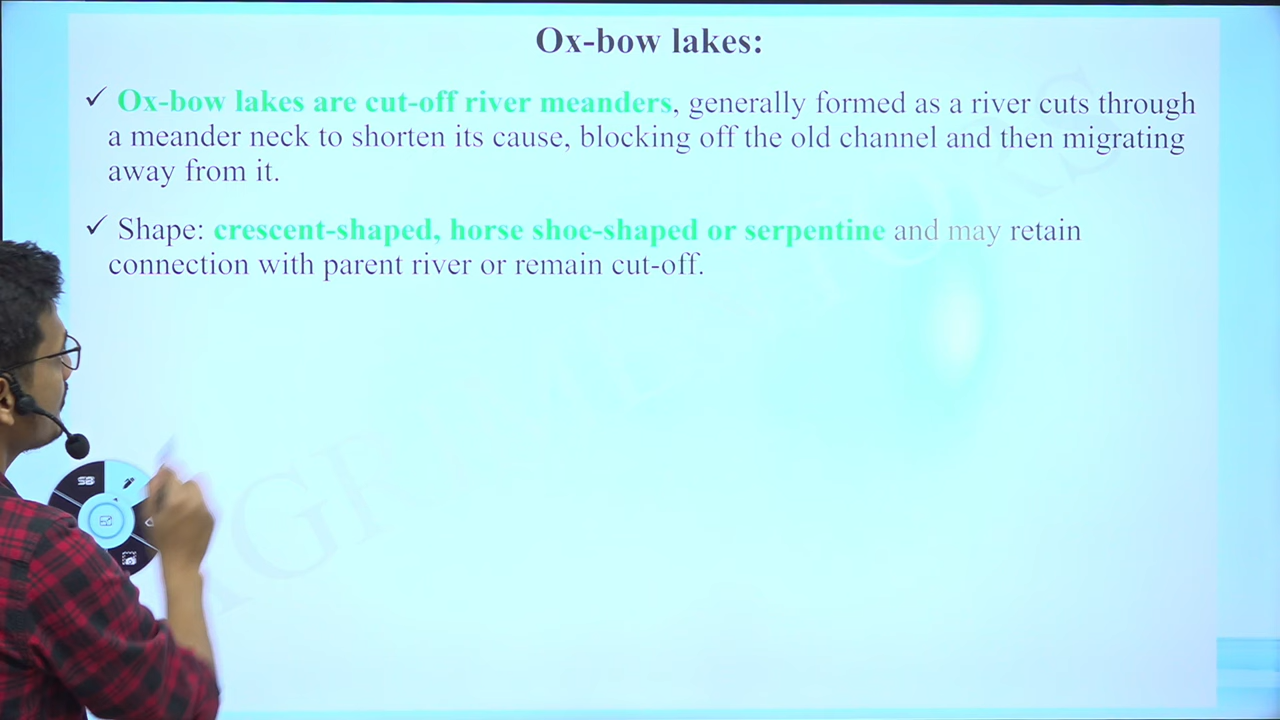 Ox-bow lakes:
✓ Ox-bow lakes are cut-off river meanders, generally formed as a river cuts through
a meander neck to shorten its cause, blocking off the old channel and then migrating
away from it.
✓ Shape: crescent-shaped, horse shoe-shaped or serpentine and may retain
connection with parent river or remain cut-off.